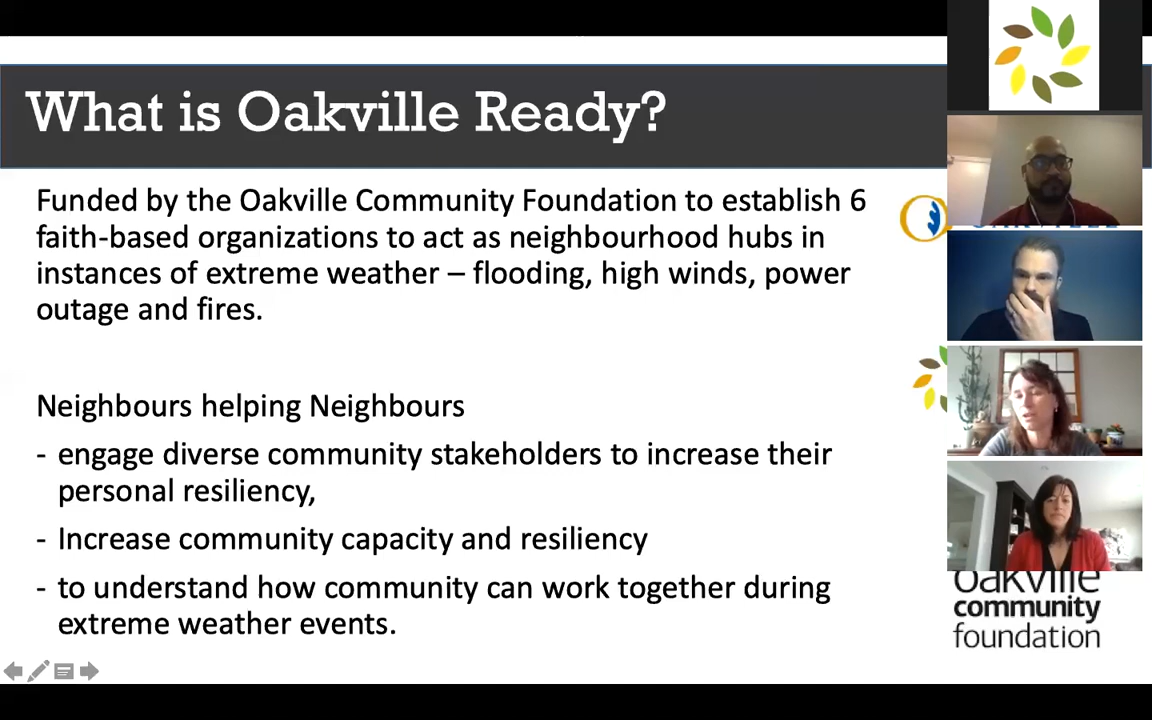 What is Oakville Ready?
Funded by the Oakville Community Foundation to establish 6
faith-based organizations to act as neighbourhood hubs in
instances of extreme weather – flooding, high winds, power
outage and fires.
Neighbours helping Neighbours
- engage diverse community stakeholders to increase their
personal resiliency,
- Increase community capacity and resiliency
- to understand how community can work together during
extreme weather events.
oakville
community
foundation